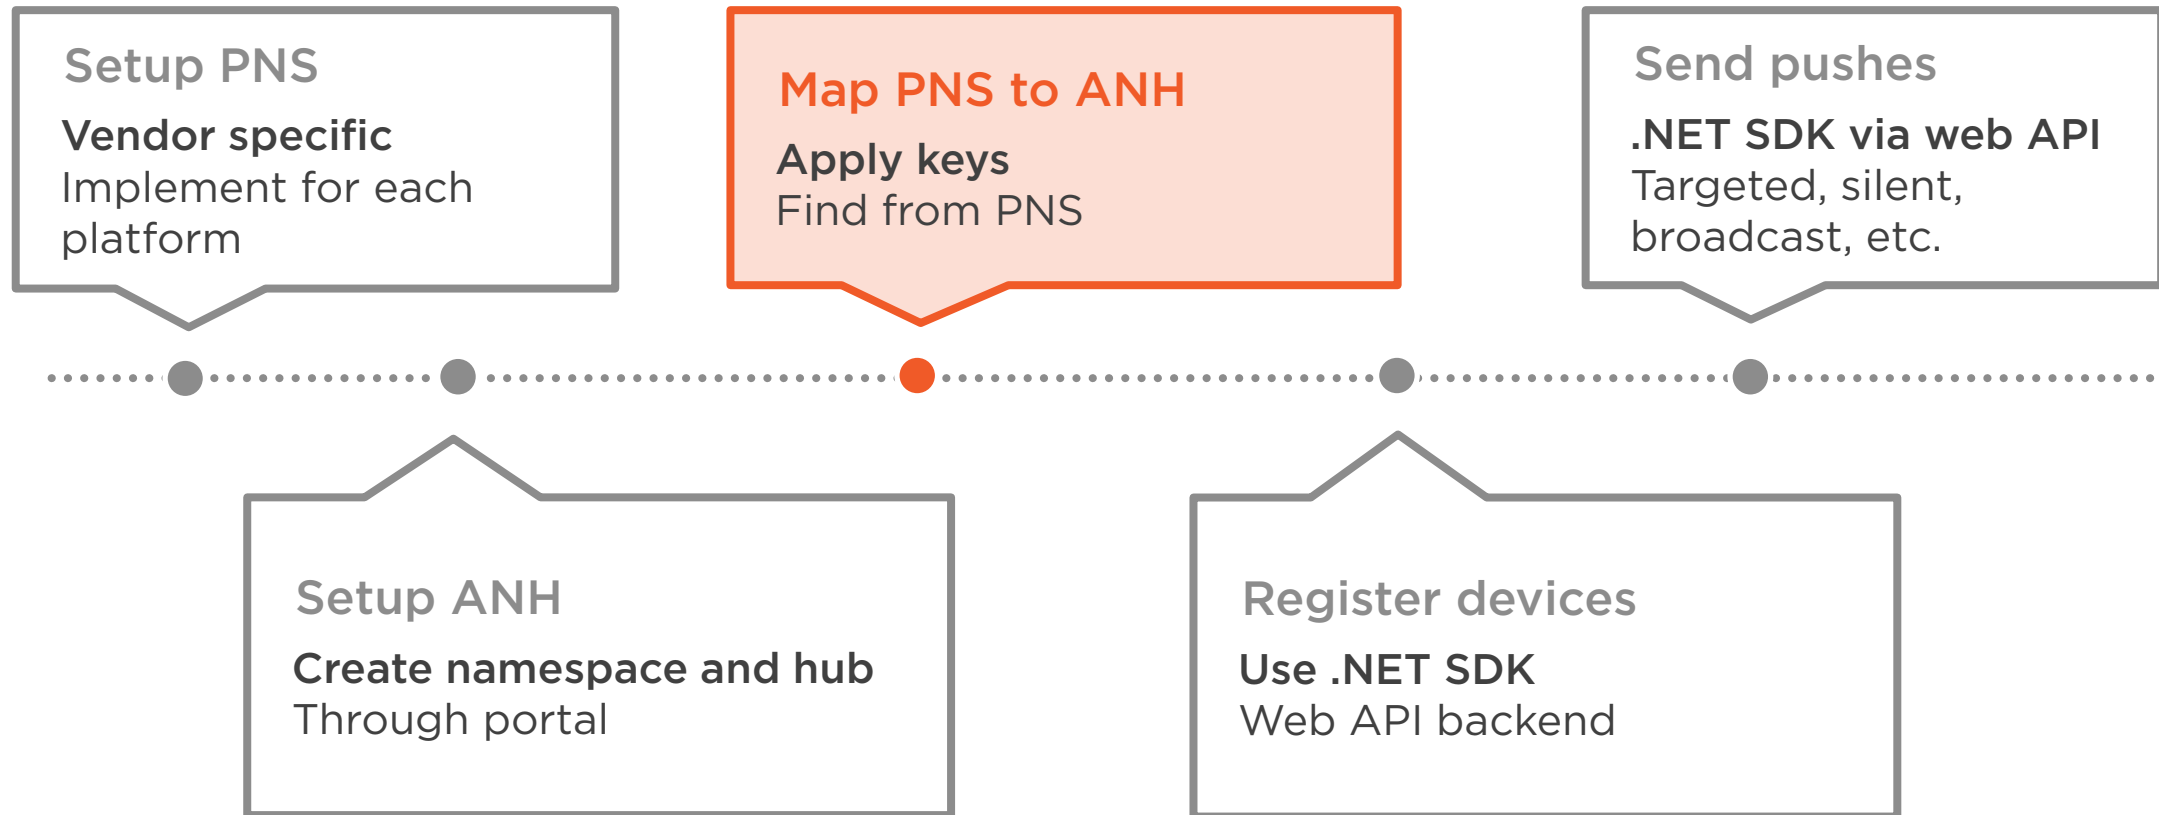 Setup PNS
Vendor specific
Implement for each
platform
Map PNS to ANH
Apply keys
Find from PNS
Send pushes
.NET SDK via web API
Targeted, silent,
broadcast, etc.
Setup ANH
Create namespace and hub
Through portal
Register devices
Use .NET SDK
Web API backend